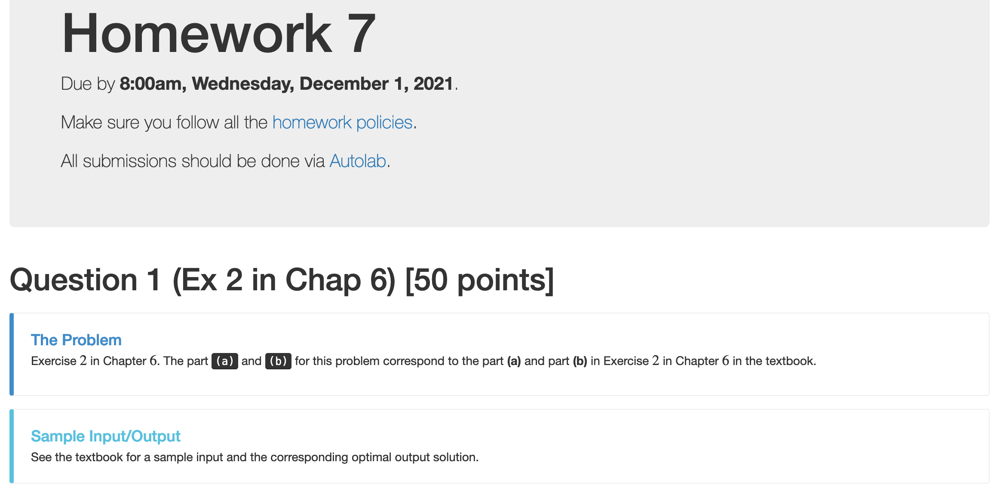 Homework 7
Due by 8:00am, Wednesday, December 1, 2021.
Make sure you follow all the homework policies.
All submissions should be done via Autolab.
Question 1 (Ex 2 in Chap 6) [50 points]
The Problem
Exercise 2 in Chapter 6. The part (a) and (b) for this problem correspond to the part (a) and part (b) in Exercise 2 in Chapter 6 in the textbook.
Sample Input/Output
See the textbook for a sample input and the corresponding optimal output solution.